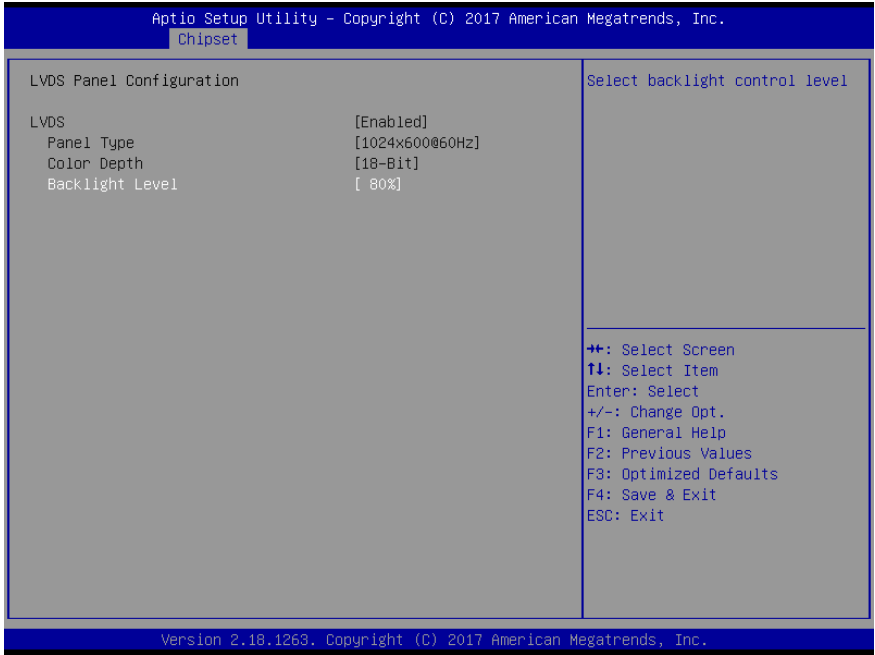 Aptio Setup Utility – Copyright (C) 2017 American Megatrends, Inc.
Chipset
LVDS Panel Configuration
LVDS [Enabled]
Panel Type [1024x600@60Hz]
Color Depth [18-Bit]
Backlight Level [ 80%]
Select backlight control level
→←: Select Screen
↑↓: Select Item
Enter: Select
+/-: Change Opt.
F1: General Help
F2: Previous Values
F3: Optimized Defaults
F4: Save & Exit
ESC: Exit
Version 2.18.1263. Copyright (C) 2017 American Megatrends, Inc.